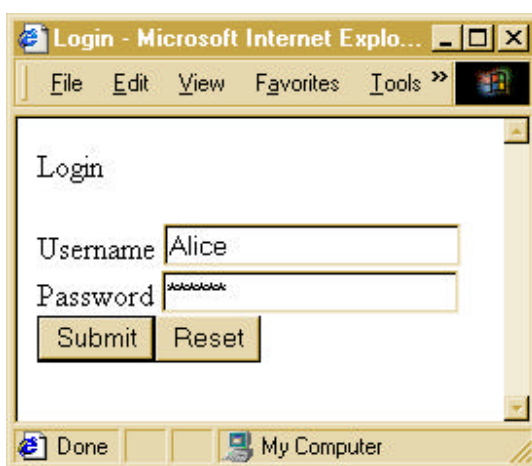 Login - Microsoft Internet Explo...
File Edit View Favorites Tools »
Login
Username Alice
Password *******
Submit Reset
Done My Computer